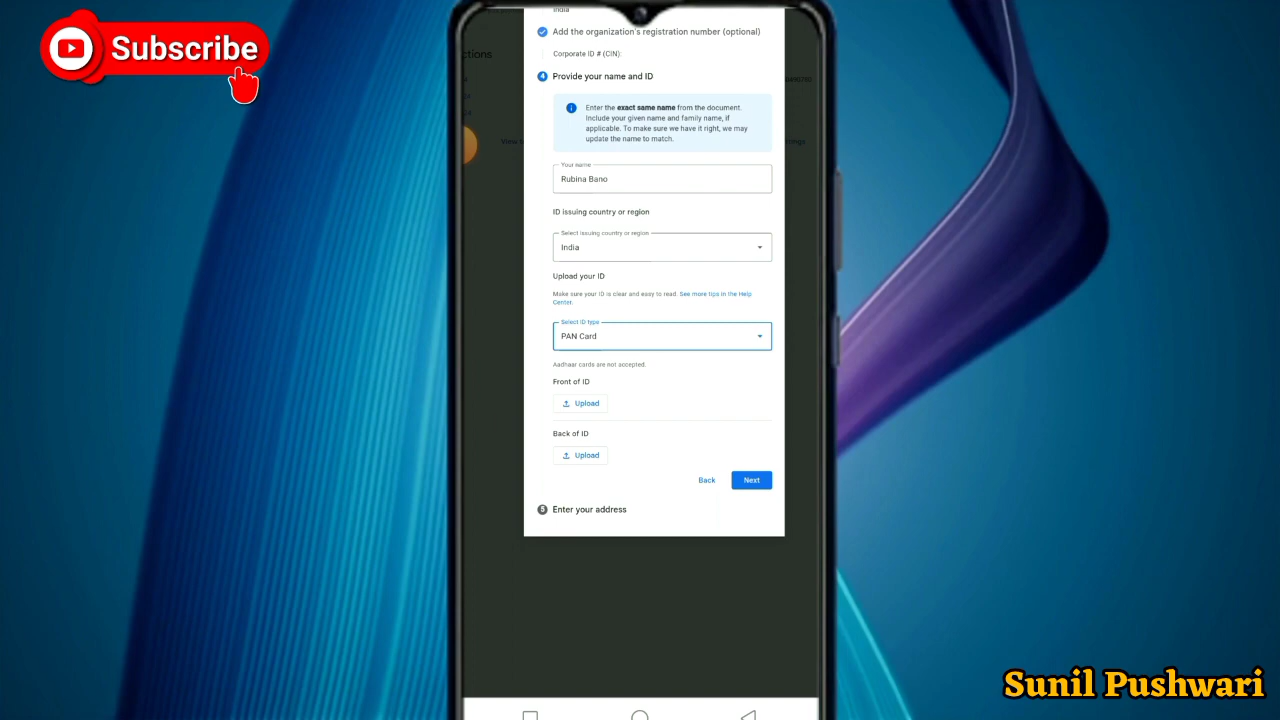 Subscribe
India
Add the organization's registration number (optional)
ctions
Corporate ID # (CIN):
4 Provide your name and ID
Enter the exact same name from the document.
Include your given name and family name, if
applicable. To make sure we have it right, we may
update the name to match.
View
Your name
Rubina Bano
ID issuing country or region
Select issuing country or region
India
Upload your ID
Make sure your ID is clear and easy to read. See more tips in the Help
Center.
Select ID type
PAN Card
Aadhaar cards are not accepted.
Front of ID
Upload
Back of ID
Upload
Back
Next
5 Enter your address
Sunil Pushwari